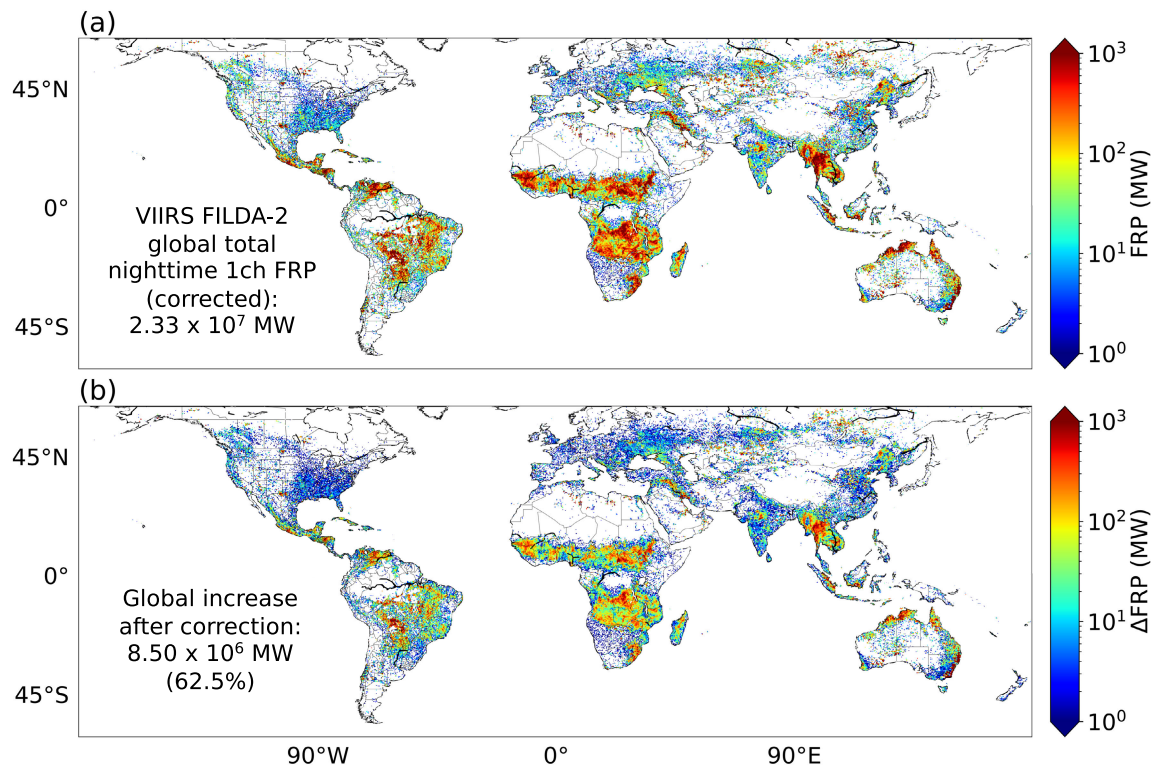 (a)
45°N
0°
45°S
VIIRS FILDA-2
global total
nighttime 1ch FRP
(corrected):
2.33 x 10⁷ MW
10³
10²
10¹
10⁰
FRP (MW)
(b)
45°N
0°
45°S
Global increase
after correction:
8.50 x 10⁶ MW
(62.5%)
10³
10²
10¹
10⁰
ΔFRP (MW)
90°W
0°
90°E